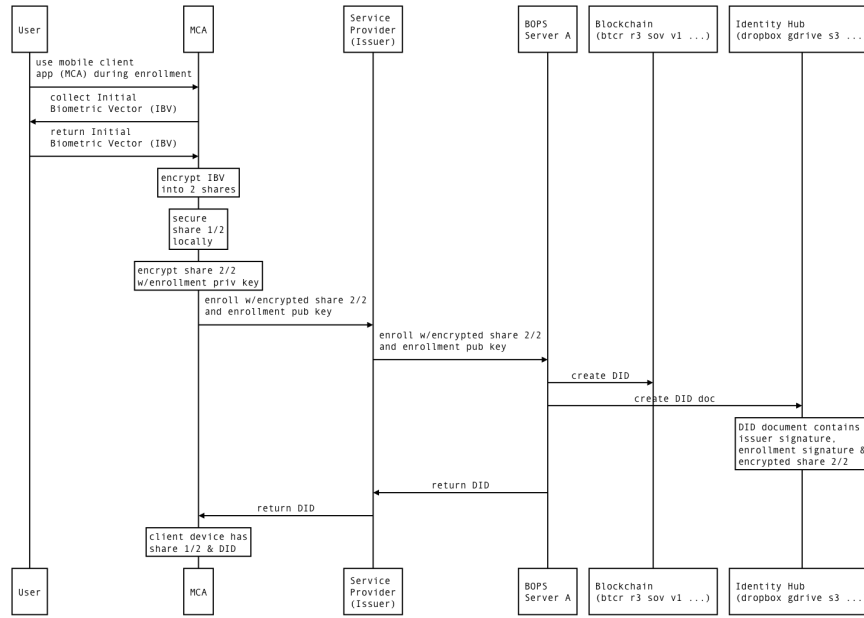 User
MCA
Service
Provider
(Issuer)
BOPS
Server A
Blockchain
(btcr r3 sov v1 ...)
Identity Hub
(dropbox gdrive s3 ...
use mobile client
app (MCA) during enrollment
collect Initial
Biometric Vector (IBV)
return Initial
Biometric Vector (IBV)
encrypt IBV
into 2 shares
secure
share 1/2
locally
encrypt share 2/2
w/enrollment priv key
enroll w/encrypted share 2/2
and enrollment pub key
enroll w/encrypted share 2/2
and enrollment pub key
create DID
create DID doc
DID document contains
issuer signature,
enrollment signature &
encrypted share 2/2
return DID
return DID
client device has
share 1/2 & DID
User
MCA
Service
Provider
(Issuer)
BOPS
Server A
Blockchain
(btcr r3 sov v1 ...)
Identity Hub
(dropbox gdrive s3 ...